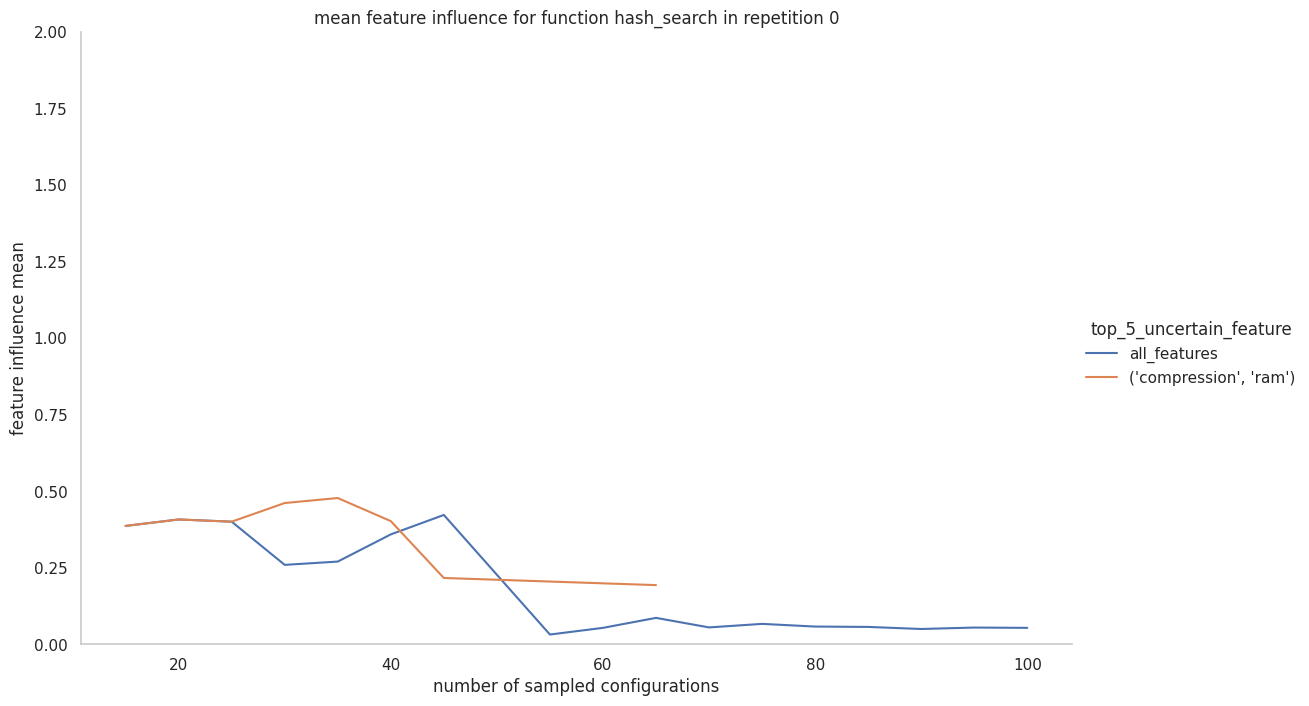 mean feature influence for function hash_search in repetition 0
2.00
1.75
1.50
1.25
1.00
0.75
0.50
0.25
0.00
feature influence mean
20 40 60 80 100
number of sampled configurations
top_5_uncertain_feature
all_features
('compression', 'ram')